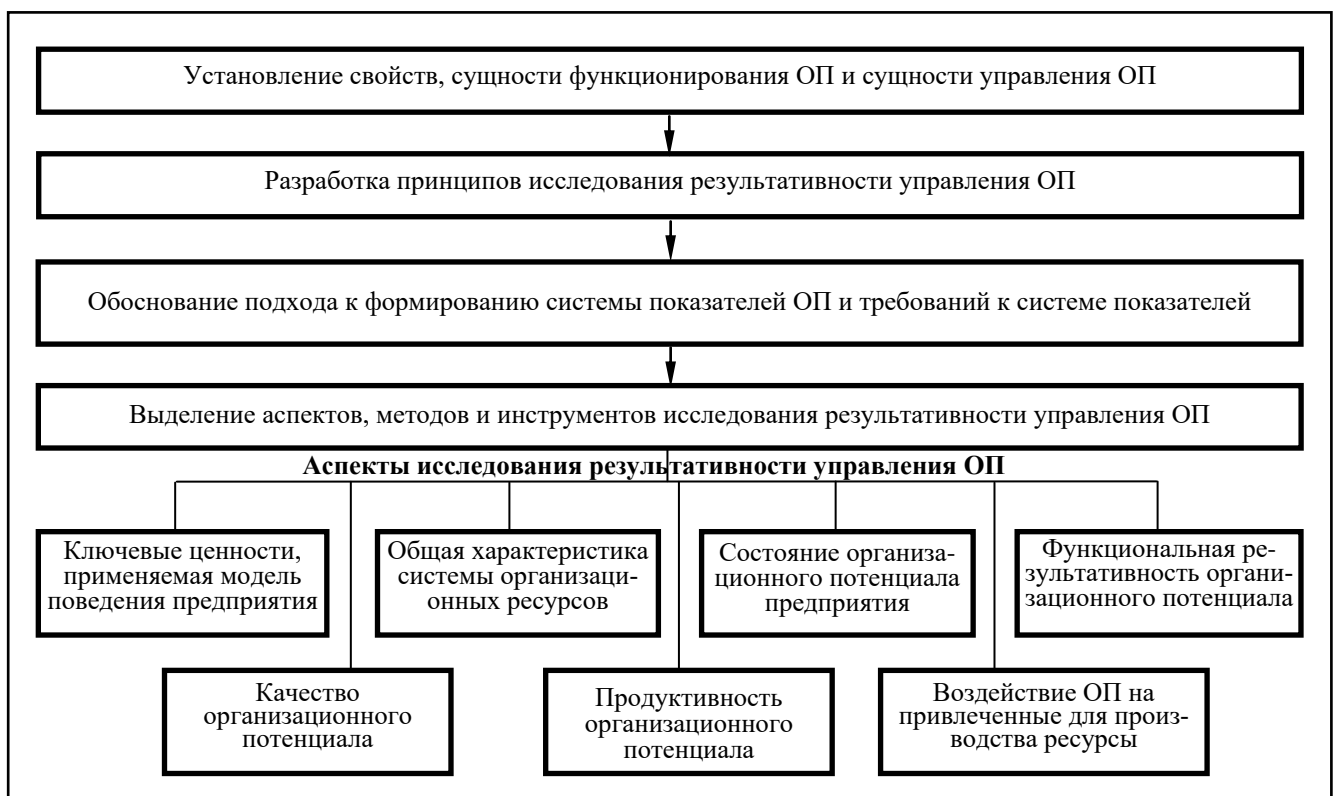 Установление свойств, сущности функционирования ОП и сущности управления ОП
Разработка принципов исследования результативности управления ОП
Обоснование подхода к формированию системы показателей ОП и требований к системе показателей
Выделение аспектов, методов и инструментов исследования результативности управления ОП
Аспекты исследования результативности управления ОП
Ключевые ценности,
применяемая модель
поведения предприятия
Общая характеристика
системы организаци-
онных ресурсов
Состояние организа-
ционного потенциала
предприятия
Функциональная ре-
зультативность органи-
зационного потенциала
Качество
организационного
потенциала
Продуктивность
организационного
потенциала
Воздействие ОП на
привлеченные для произ-
водства ресурсы